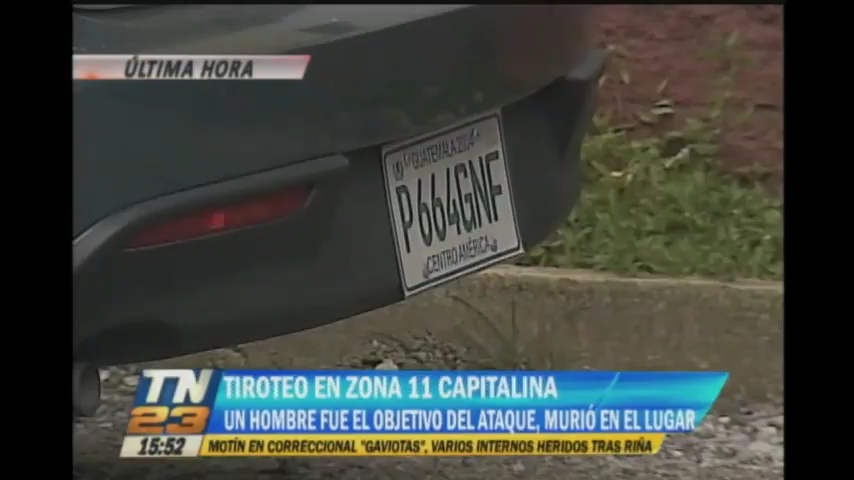 ÚLTIMA HORA
GUATEMALA 2004
P664GNF
CENTRO AMÉRICA
TN
23
15:52
TIROTEO EN ZONA 11 CAPITALINA
UN HOMBRE FUE EL OBJETIVO DEL ATAQUE, MURIÓ EN EL LUGAR
MOTÍN EN CORRECCIONAL "GAVIOTAS", VARIOS INTERNOS HERIDOS TRAS RIÑA